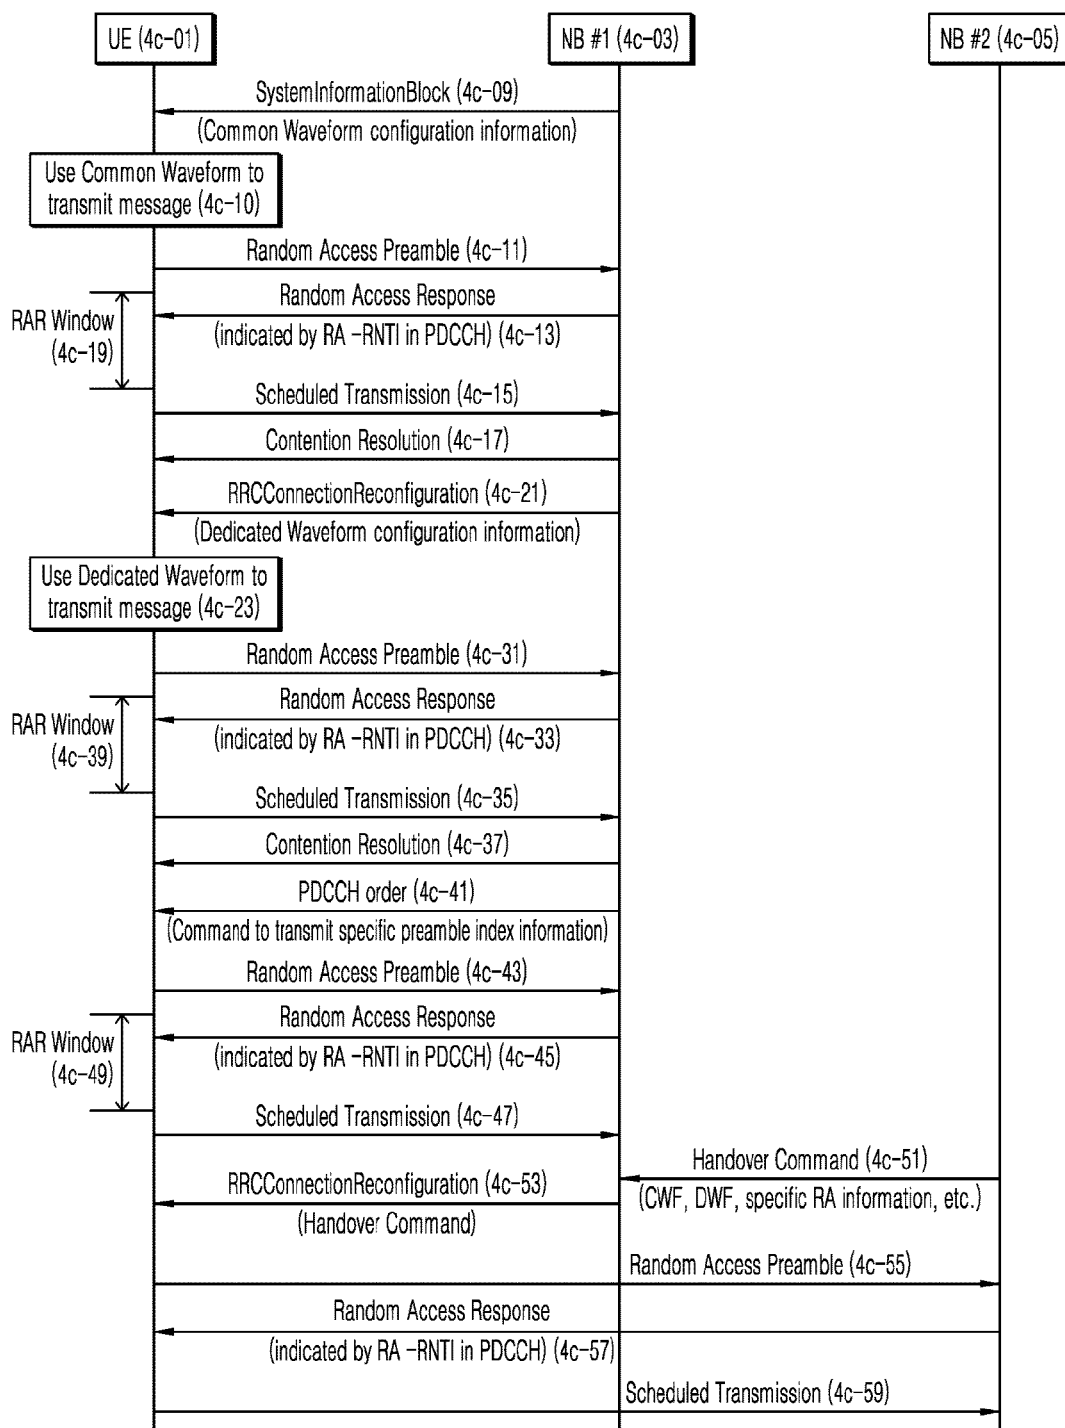 UE (4c-01)
NB #1 (4c-03)
NB #2 (4c-05)
SystemInformationBlock (4c-09)
(Common Waveform configuration information)
Use Common Waveform to
transmit message (4c-10)
Random Access Preamble (4c-11)
RAR Window
(4c-19)
Random Access Response
(indicated by RA -RNTI in PDCCH) (4c-13)
Scheduled Transmission (4c-15)
Contention Resolution (4c-17)
RRCConnectionReconfiguration (4c-21)
(Dedicated Waveform configuration information)
Use Dedicated Waveform to
transmit message (4c-23)
Random Access Preamble (4c-31)
RAR Window
(4c-39)
Random Access Response
(indicated by RA -RNTI in PDCCH) (4c-33)
Scheduled Transmission (4c-35)
Contention Resolution (4c-37)
PDCCH order (4c-41)
(Command to transmit specific preamble index information)
Random Access Preamble (4c-43)
RAR Window
(4c-49)
Random Access Response
(indicated by RA -RNTI in PDCCH) (4c-45)
Scheduled Transmission (4c-47)
Handover Command (4c-51)
(CWF, DWF, specific RA information, etc.)
RRCConnectionReconfiguration (4c-53)
(Handover Command)
Random Access Preamble (4c-55)
Random Access Response
(indicated by RA -RNTI in PDCCH) (4c-57)
Scheduled Transmission (4c-59)